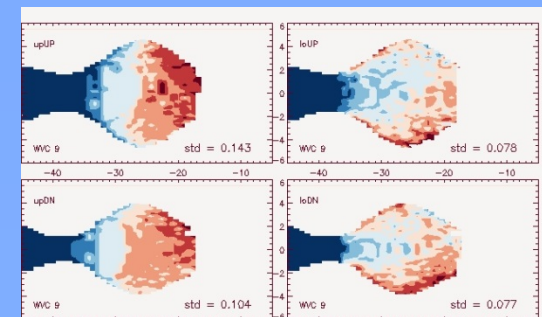 upUP
loUP
6
4
2
0
-2
-4
-6
WVC 9
std = 0.143
WVC 9
std = 0.078
-40
-30
-20
-10
-40
-30
-20
-10
upDN
loDN
6
4
2
0
-2
-4
WVC 9
std = 0.104
WVC 9
std = 0.077